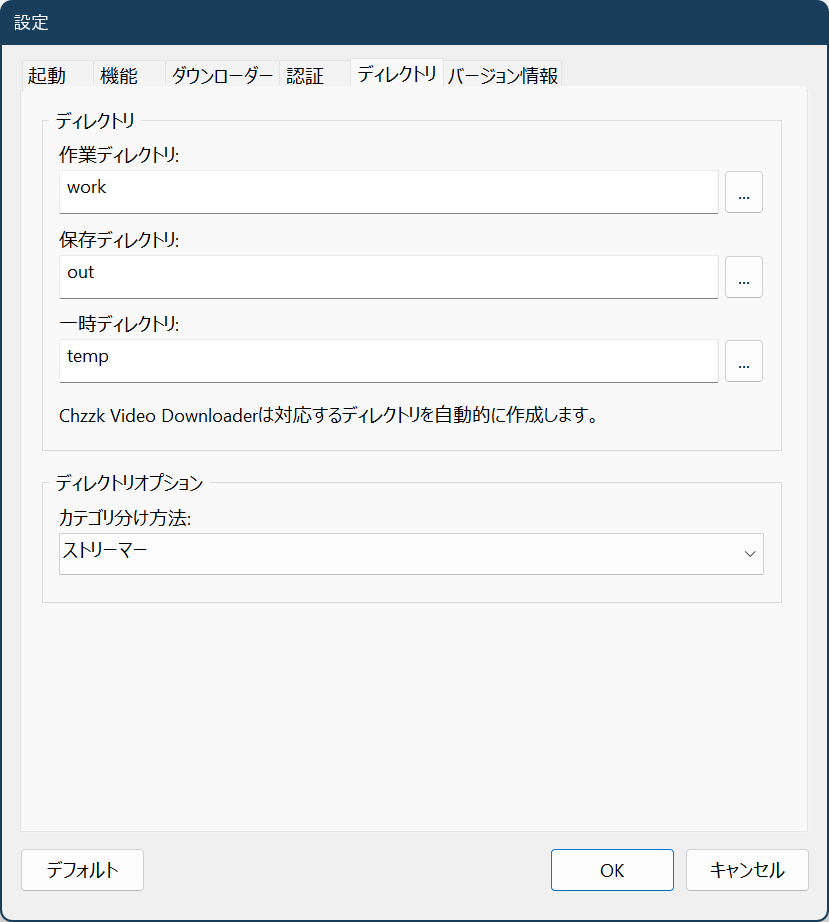 設定
起動 機能 ダウンローダー 認証 ディレクトリ バージョン情報
ディレクトリ
作業ディレクトリ:
work ...
保存ディレクトリ:
out ...
一時ディレクトリ:
temp ...
Chzzk Video Downloaderは対応するディレクトリを自動的に作成します。
ディレクトリオプション
カテゴリ分け方法:
ストリーマー
デフォルト OK キャンセル